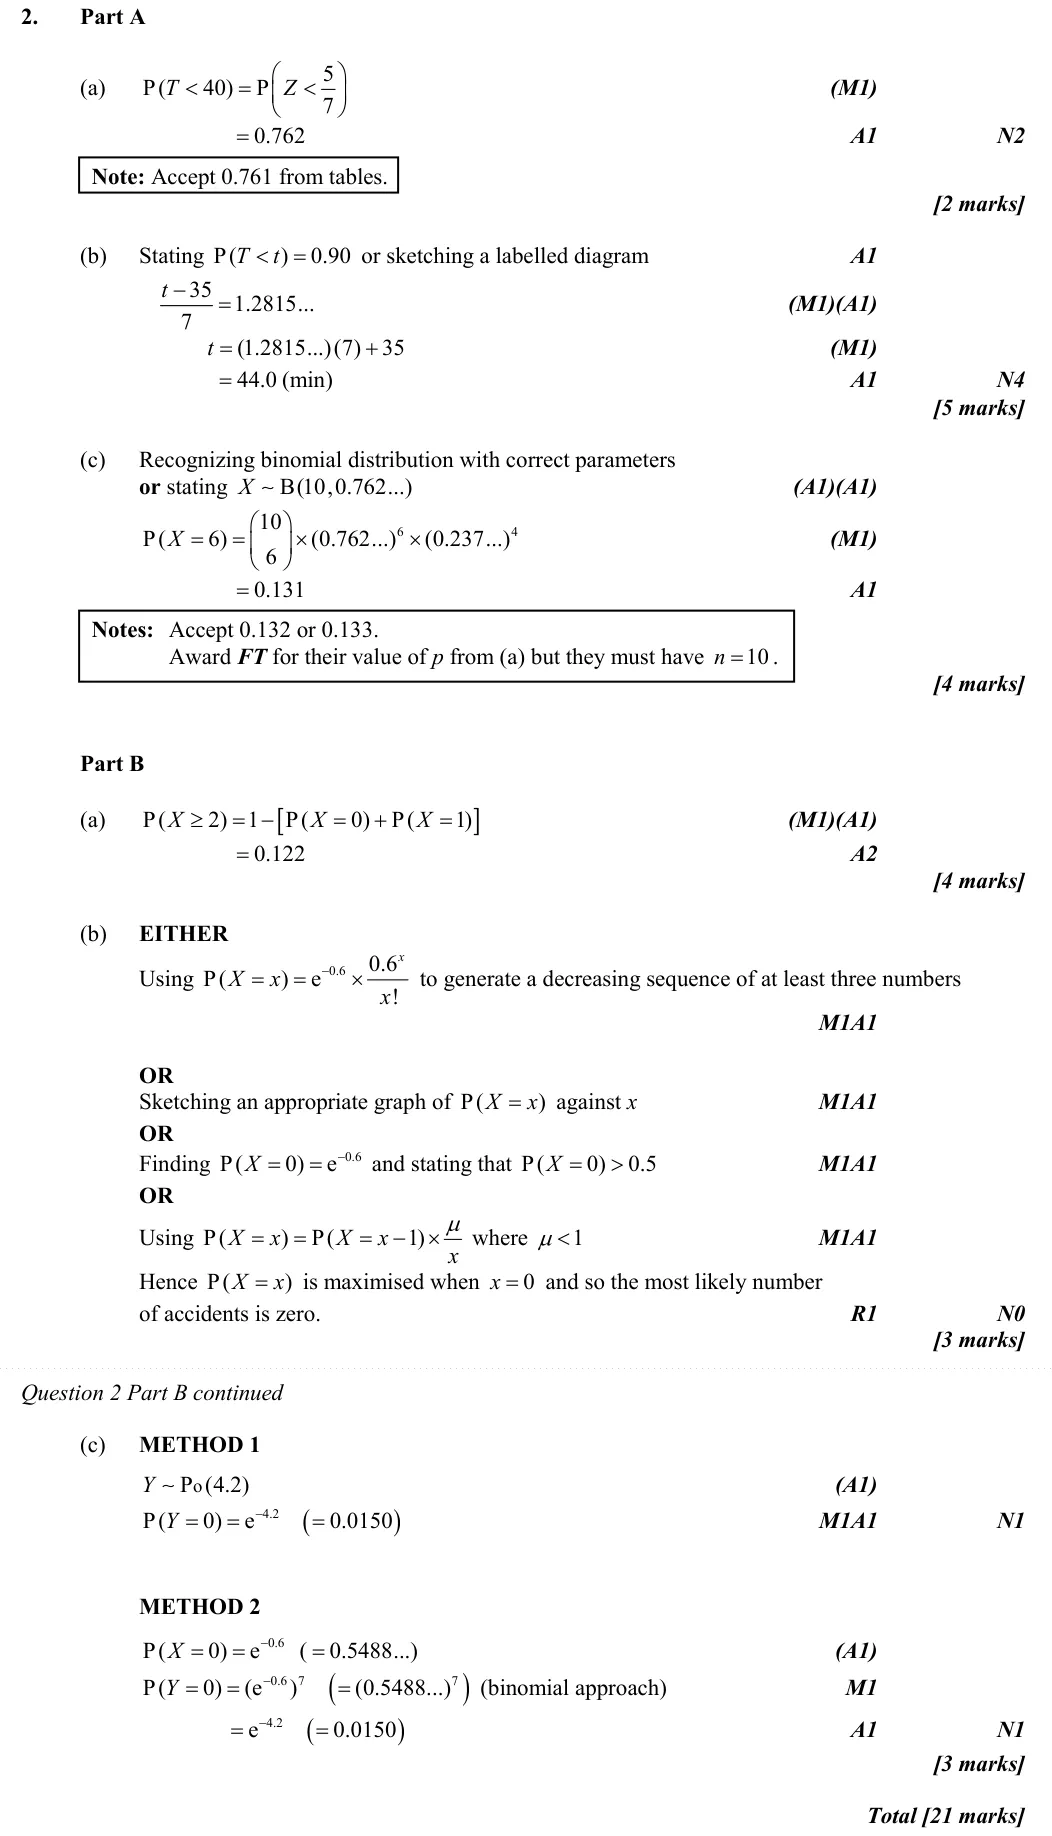 2. Part A
(a) P(T < 40) = P(Z < 5/7) (M1)
= 0.762 A1 N2
Note: Accept 0.761 from tables.
[2 marks]
(b) Stating P(T < t) = 0.90 or sketching a labelled diagram A1
(t − 35)/7 = 1.2815... (M1)(A1)
t = (1.2815...)(7) + 35 (M1)
= 44.0 (min) A1 N4
[5 marks]
(c) Recognizing binomial distribution with correct parameters
or stating X ~ B(10, 0.762...) (A1)(A1)
P(X = 6) = (10 6) × (0.762...)⁶ × (0.237...)⁴ (M1)
= 0.131 A1
Notes: Accept 0.132 or 0.133.
Award FT for their value of p from (a) but they must have n = 10.
[4 marks]
Part B
(a) P(X ≥ 2) = 1 − [P(X = 0) + P(X = 1)] (M1)(A1)
= 0.122 A2
[4 marks]
(b) EITHER
Using P(X = x) = e^−0.6 × 0.6^x/x! to generate a decreasing sequence of at least three numbers
M1A1
OR
Sketching an appropriate graph of P(X = x) against x M1A1
OR
Finding P(X = 0) = e^−0.6 and stating that P(X = 0) > 0.5 M1A1
OR
Using P(X = x) = P(X = x − 1) × μ/x where μ < 1 M1A1
Hence P(X = x) is maximised when x = 0 and so the most likely number
of accidents is zero. R1 N0
[3 marks]
Question 2 Part B continued
(c) METHOD 1
Y ~ Po(4.2) (A1)
P(Y = 0) = e^−4.2 (= 0.0150) M1A1 N1
METHOD 2
P(X = 0) = e^−0.6 (= 0.5488...) (A1)
P(Y = 0) = (e^−0.6)⁷ (= (0.5488...)⁷) (binomial approach) M1
= e^−4.2 (= 0.0150) A1 N1
[3 marks]
Total [21 marks]